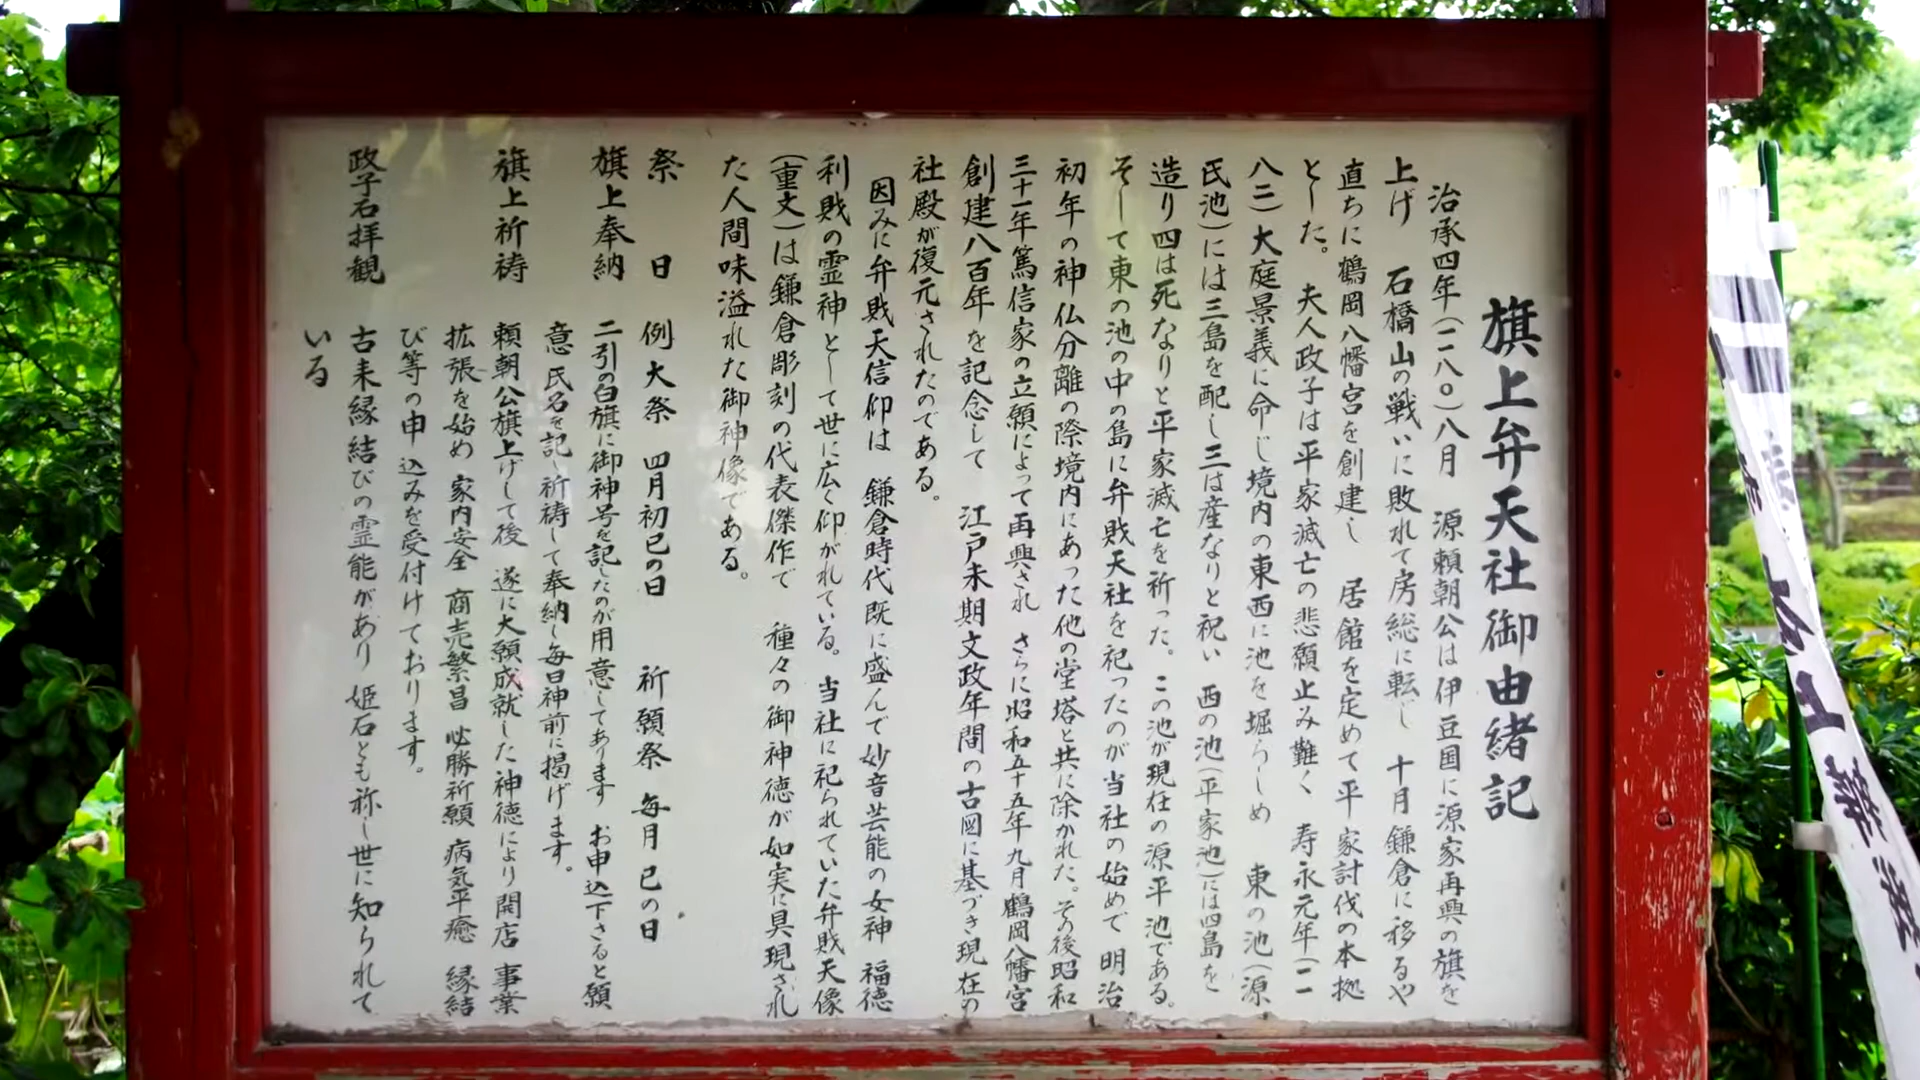 旗上弁天社御由緒記
治承四年(一一八〇)八月 源頼朝公は伊豆国に源家再興の旗を
上げ 石橋山の戦いに敗れて房総に転じ 十月鎌倉に移るや
直ちに鶴岡八幡宮を創建し 居館を定めて平家討伐の本拠
とした。 夫人政子は平家滅亡の悲願止み難く 寿永元年(一一
八二)大庭景義に命じ境内の東西に池を堀らしめ 東の池(源
氏池)には三島を配し三は産なりと祝い 西の池(平家池)には四島を
造り四は死なりと平家滅亡を祈った。この池が現任の源平池である。
そして東の池の中の島に弁財天社を祀ったのが当社の始めで 明治
初年の神仏分離の際境内にあった他の堂塔と共に除かれた。その後昭和
三十一年篤信家の立願によって再興され さらに昭和五十五年九月鶴岡八幡宮
創建八百年を記念して 江戸末期文政年間の古図に基づき現在の
社殿が復元されたのである。
因みに弁財天信仰は 鎌倉時代既に盛んで妙音芸能の女神 福徳
利財の霊神として世に広く仰がれている。当社に祀られていた弁財天像
(重文)は鎌倉彫刻の代表傑作で 種々の御神徳が如実に具現され
た人間味溢れた御神像である。
祭 日 例大祭 四月初巳の日 祈願祭 毎月 巳の日
旗上奉納 二引の白旗に御神号を記したのが用意してあります お申込下さると願
意 氏名を記し祈祷して奉納し毎日神前に掲げます。
旗上祈祷 頼朝公旗上げして後 遂に大願成就した神徳により 開店 事業
拡張を始め 家内安全 商売繁昌 必勝祈願 病気平癒 縁結
び等の申 込みを受付けております。
政子石拝観 古来縁結びの霊能があり 姫石とも称し世に知られて
いる